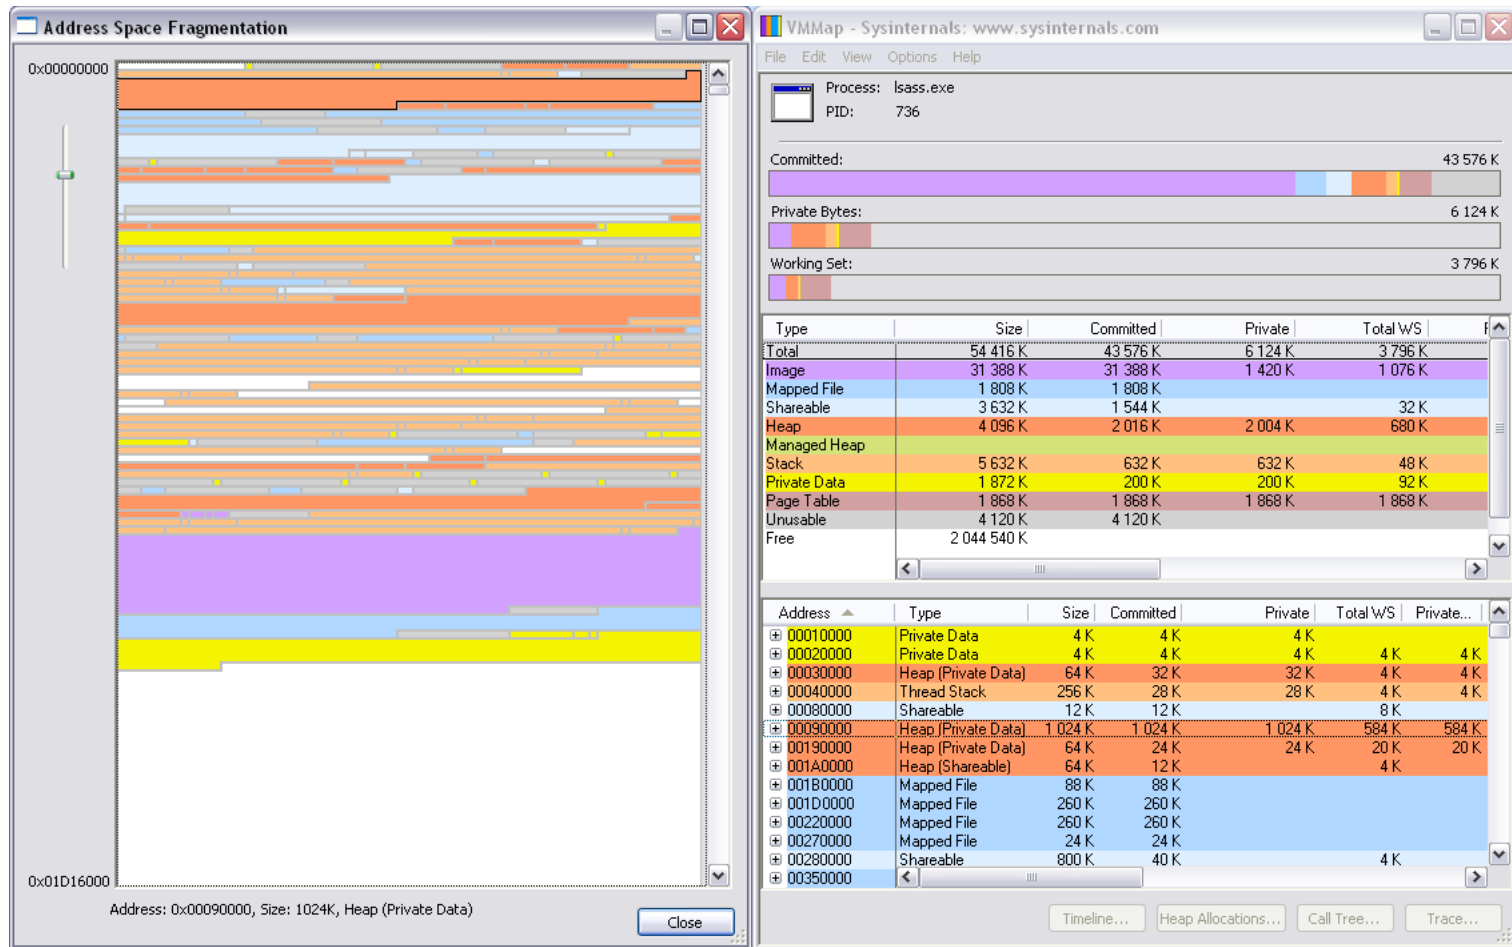 Address Space Fragmentation
0x00000000
0x01D16000
Address: 0x00090000, Size: 1024K, Heap (Private Data)
Close
VMMap - Sysinternals: www.sysinternals.com
File Edit View Options Help
Process: lsass.exe
PID: 736
Committed: 43 576 K
Private Bytes: 6 124 K
Working Set: 3 796 K
Type Size Committed Private Total WS
Total 54 416 K 43 576 K 6 124 K 3 796 K
Image 31 388 K 31 388 K 1 420 K 1 076 K
Mapped File 1 808 K 1 808 K
Shareable 3 632 K 1 544 K 32 K
Heap 4 096 K 2 016 K 2 004 K 680 K
Managed Heap
Stack 5 632 K 632 K 632 K 48 K
Private Data 1 872 K 200 K 200 K 92 K
Page Table 1 868 K 1 868 K 1 868 K 1 868 K
Unusable 4 120 K 4 120 K
Free 2 044 540 K
Address Type Size Committed Private Total WS Private...
00010000 Private Data 4 K 4 K 4 K
00020000 Private Data 4 K 4 K 4 K 4 K 4 K
00030000 Heap (Private Data) 64 K 32 K 32 K 4 K 4 K
00040000 Thread Stack 256 K 28 K 28 K 4 K 4 K
00080000 Shareable 12 K 12 K 8 K
00090000 Heap (Private Data) 1 024 K 1 024 K 1 024 K 584 K 584 K
00190000 Heap (Private Data) 64 K 24 K 24 K 20 K 20 K
001A0000 Heap (Shareable) 64 K 12 K 4 K
001B0000 Mapped File 88 K 88 K
001D0000 Mapped File 260 K 260 K
00220000 Mapped File 260 K 260 K
00270000 Mapped File 24 K 24 K
00280000 Shareable 800 K 40 K 4 K
00350000
Timeline... Heap Allocations... Call Tree... Trace...